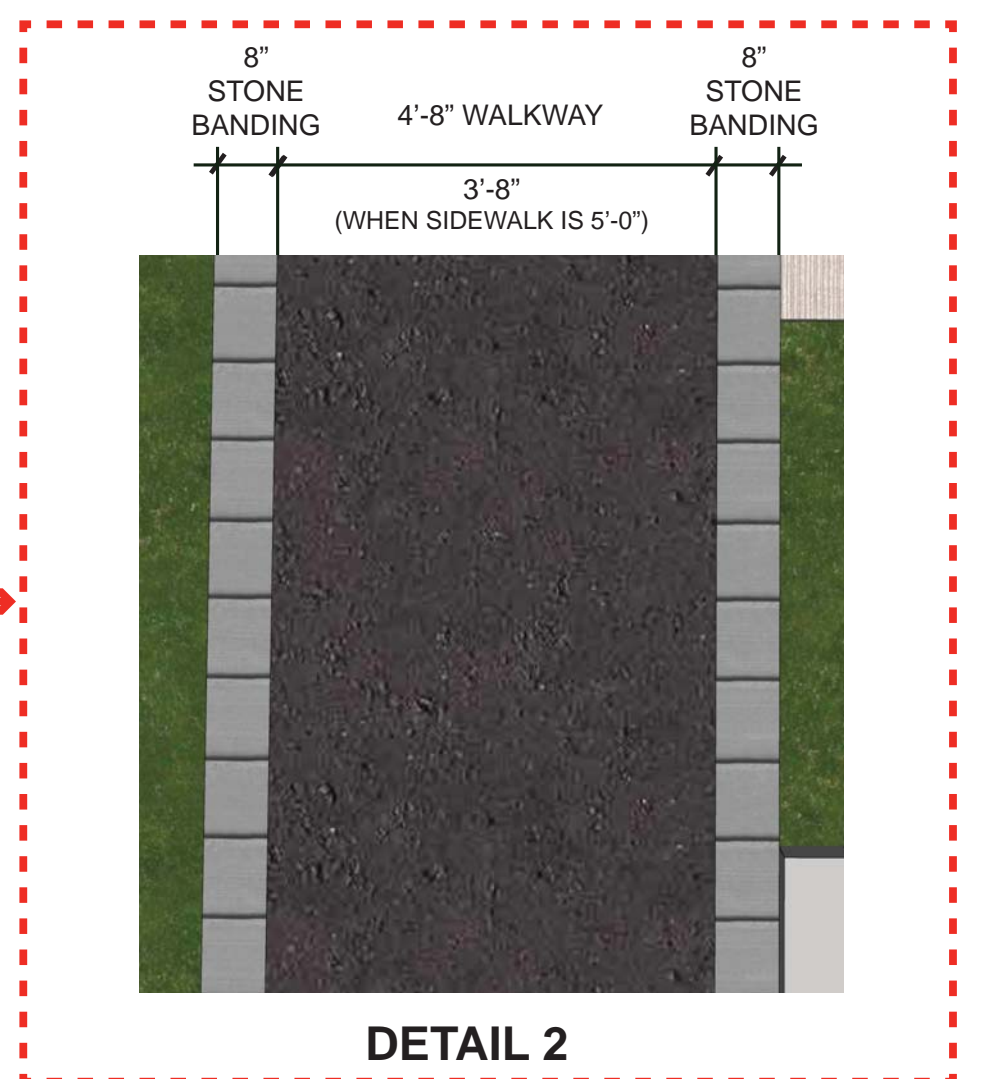 8”
STONE
BANDING
4’-8” WALKWAY
8”
STONE
BANDING
3’-8”
(WHEN SIDEWALK IS 5’-0”)
DETAIL 2